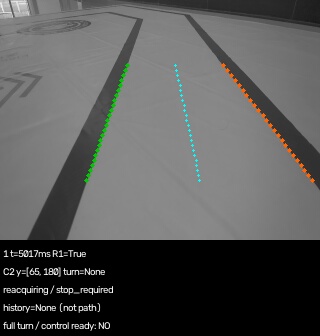 1 t=5017ms R1=True
C2 y=[65, 180] turn=None
reacquiring / stop_required
history=None (not path)
full turn / control ready: NO